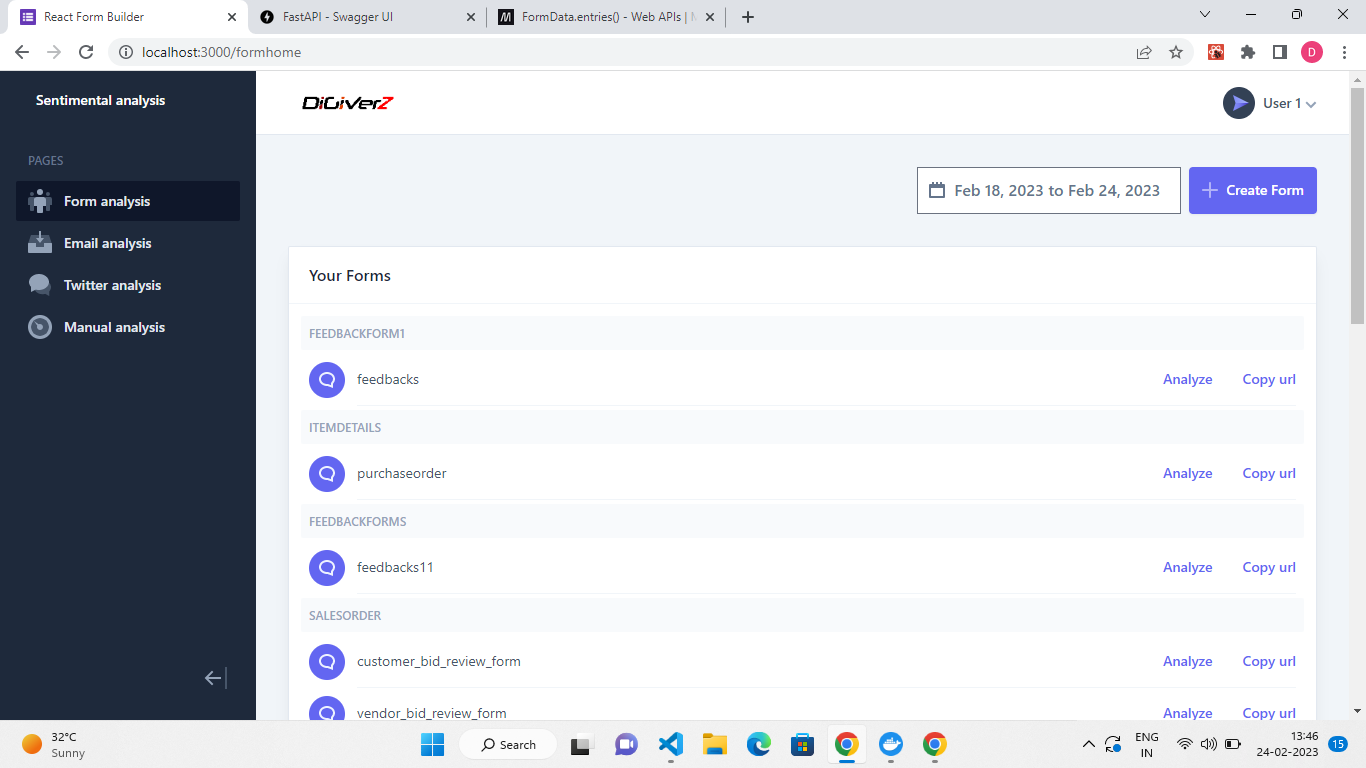 React Form Builder
FastAPI - Swagger UI
FormData.entries() - Web APIs |
localhost:3000/formhome
D
Sentimental analysis
DiGiverZ
User 1
PAGES
Form analysis
Email analysis
Twitter analysis
Manual analysis
Feb 18, 2023 to Feb 24, 2023
Create Form
Your Forms
FEEDBACKFORM1
feedbacks Analyze Copy url
ITEMDETAILS
purchaseorder Analyze Copy url
FEEDBACKFORMS
feedbacks11 Analyze Copy url
SALESORDER
customer_bid_review_form Analyze Copy url
vendor_bid_review_form Analyze Copy url
32°C
Sunny
Search
ENG
IN
13:46
24-02-2023
15